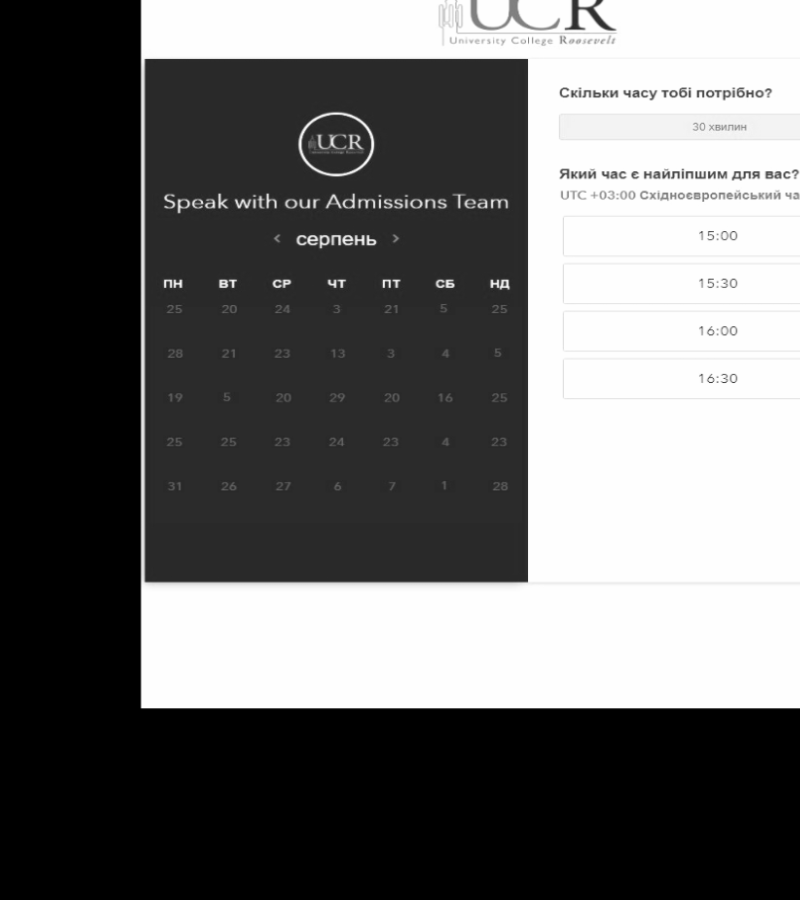 UCR
University College Roosevelt
UCR
Speak with our Admissions Team
< серпень >
ПН ВТ СР ЧТ ПТ СБ НД
25 20 24 3 21 5 25
28 21 23 13 3 4 5
19 5 20 29 20 16 25
25 25 23 24 23 4 23
31 26 27 6 7 1 28
Скільки часу тобі потрібно?
30 хвилин
Який час є найліпшим для вас?
UTC +03:00 Східноєвропейський ча
15:00
15:30
16:00
16:30